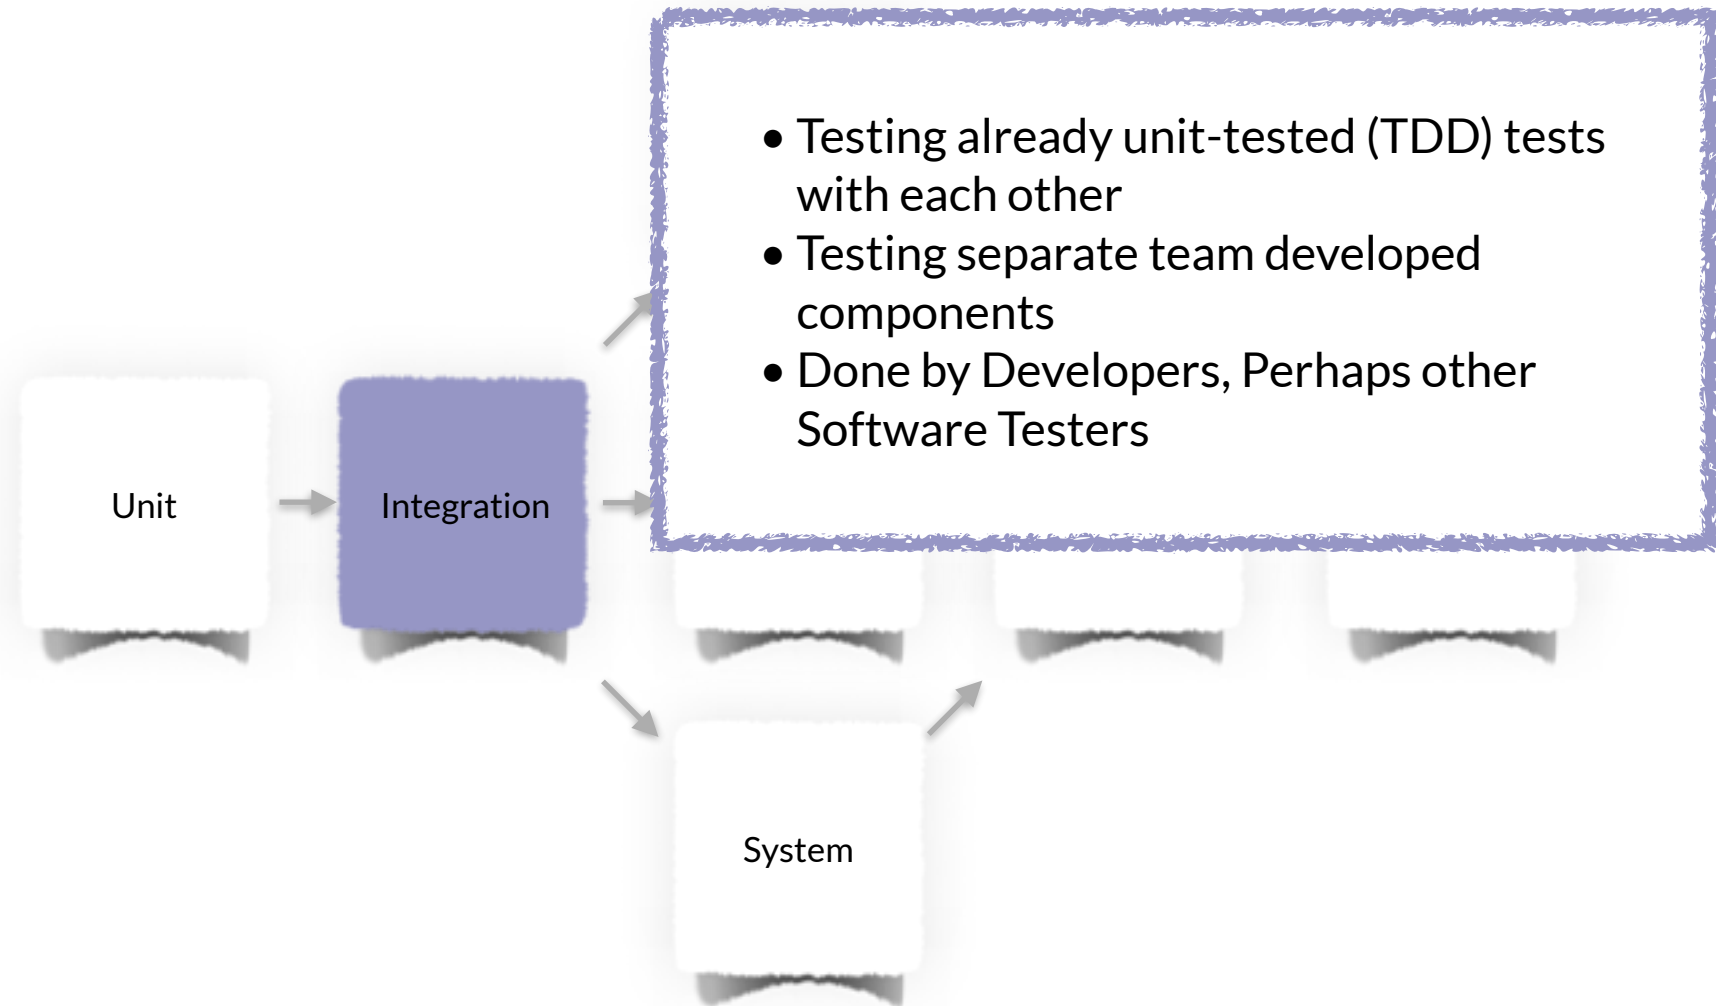 • Testing already unit-tested (TDD) tests
with each other
• Testing separate team developed
components
• Done by Developers, Perhaps other
Software Testers
Unit
Integration
System